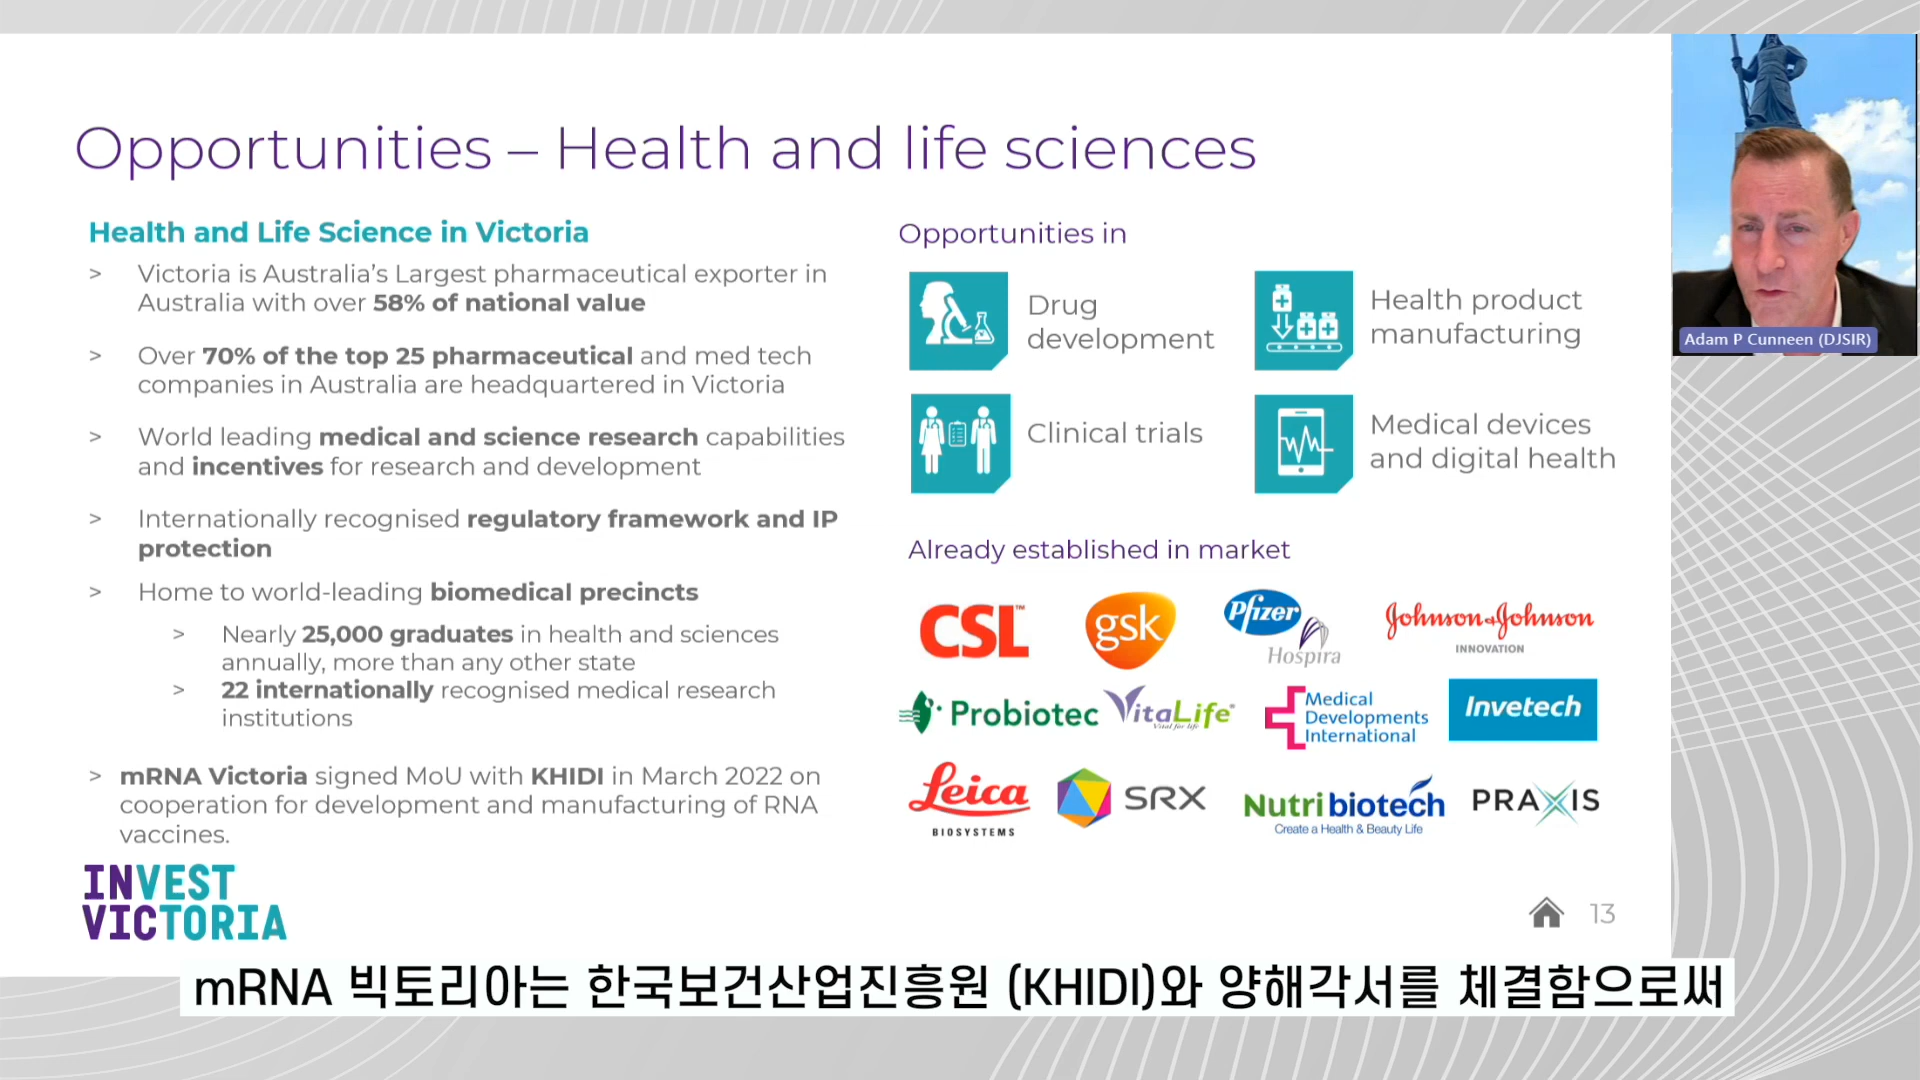 Opportunities – Health and life sciences
Health and Life Science in Victoria
> Victoria is Australia’s Largest pharmaceutical exporter in
Australia with over 58% of national value
> Over 70% of the top 25 pharmaceutical and med tech
companies in Australia are headquartered in Victoria
> World leading medical and science research capabilities
and incentives for research and development
> Internationally recognised regulatory framework and IP
protection
> Home to world-leading biomedical precincts
> Nearly 25,000 graduates in health and sciences
annually, more than any other state
> 22 internationally recognised medical research
institutions
> mRNA Victoria signed MoU with KHIDI in March 2022 on
cooperation for development and manufacturing of RNA
vaccines.
INVEST
VICTORIA
Opportunities in
Drug
development
Health product
manufacturing
Clinical trials
Medical devices
and digital health
Already established in market
CSL™
gsk
Pfizer
Hospira
Johnson & Johnson
INNOVATION
Probiotec
VitaLife
Vital for life
Medical
Developments
International
Invetech
Leica
BIOSYSTEMS
SRX
Nutribiotech
Create a Health & Beauty Life
PRAXIS
13
Adam P Cunneen (DJSIR)
mRNA 빅토리아는 한국보건산업진흥원 (KHIDI)와 양해각서를 체결함으로써